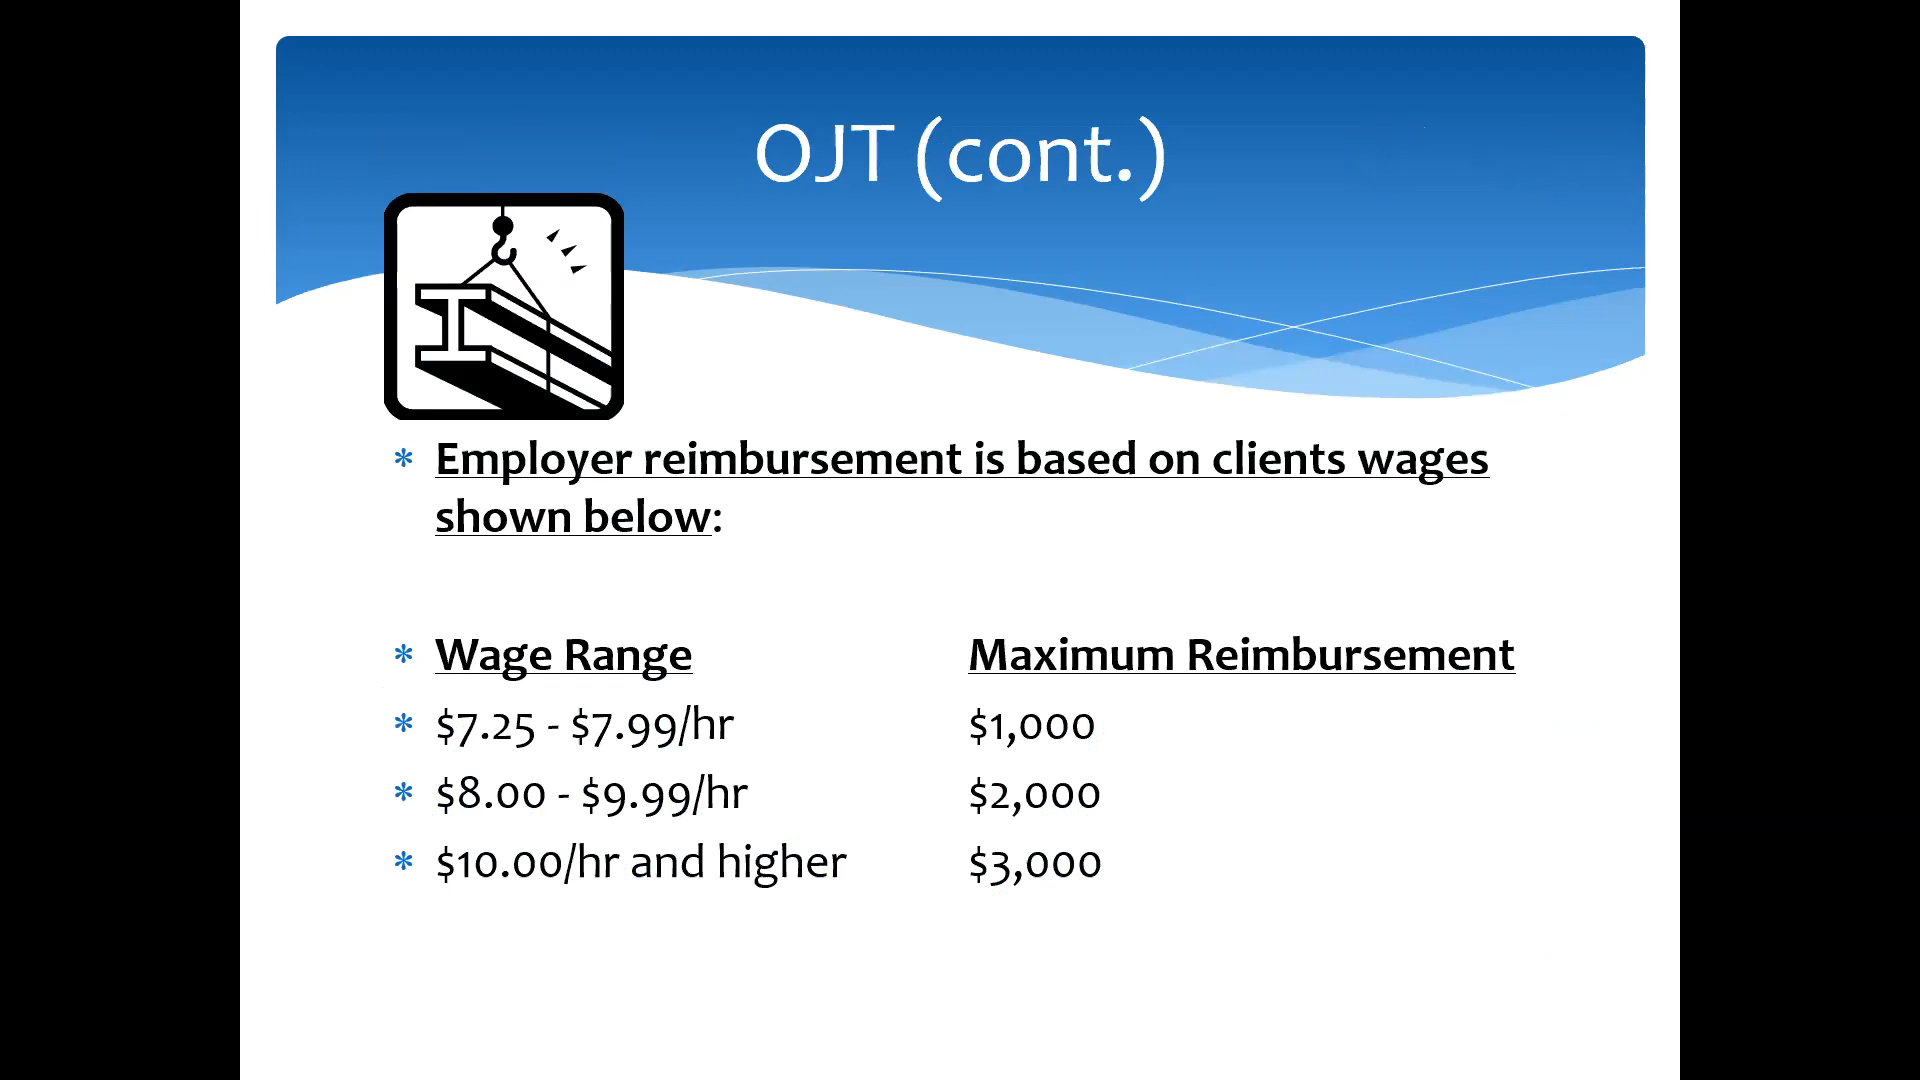 OJT (cont.)
* Employer reimbursement is based on clients wages
shown below:
* Wage Range Maximum Reimbursement
* $7.25 - $7.99/hr $1,000
* $8.00 - $9.99/hr $2,000
* $10.00/hr and higher $3,000